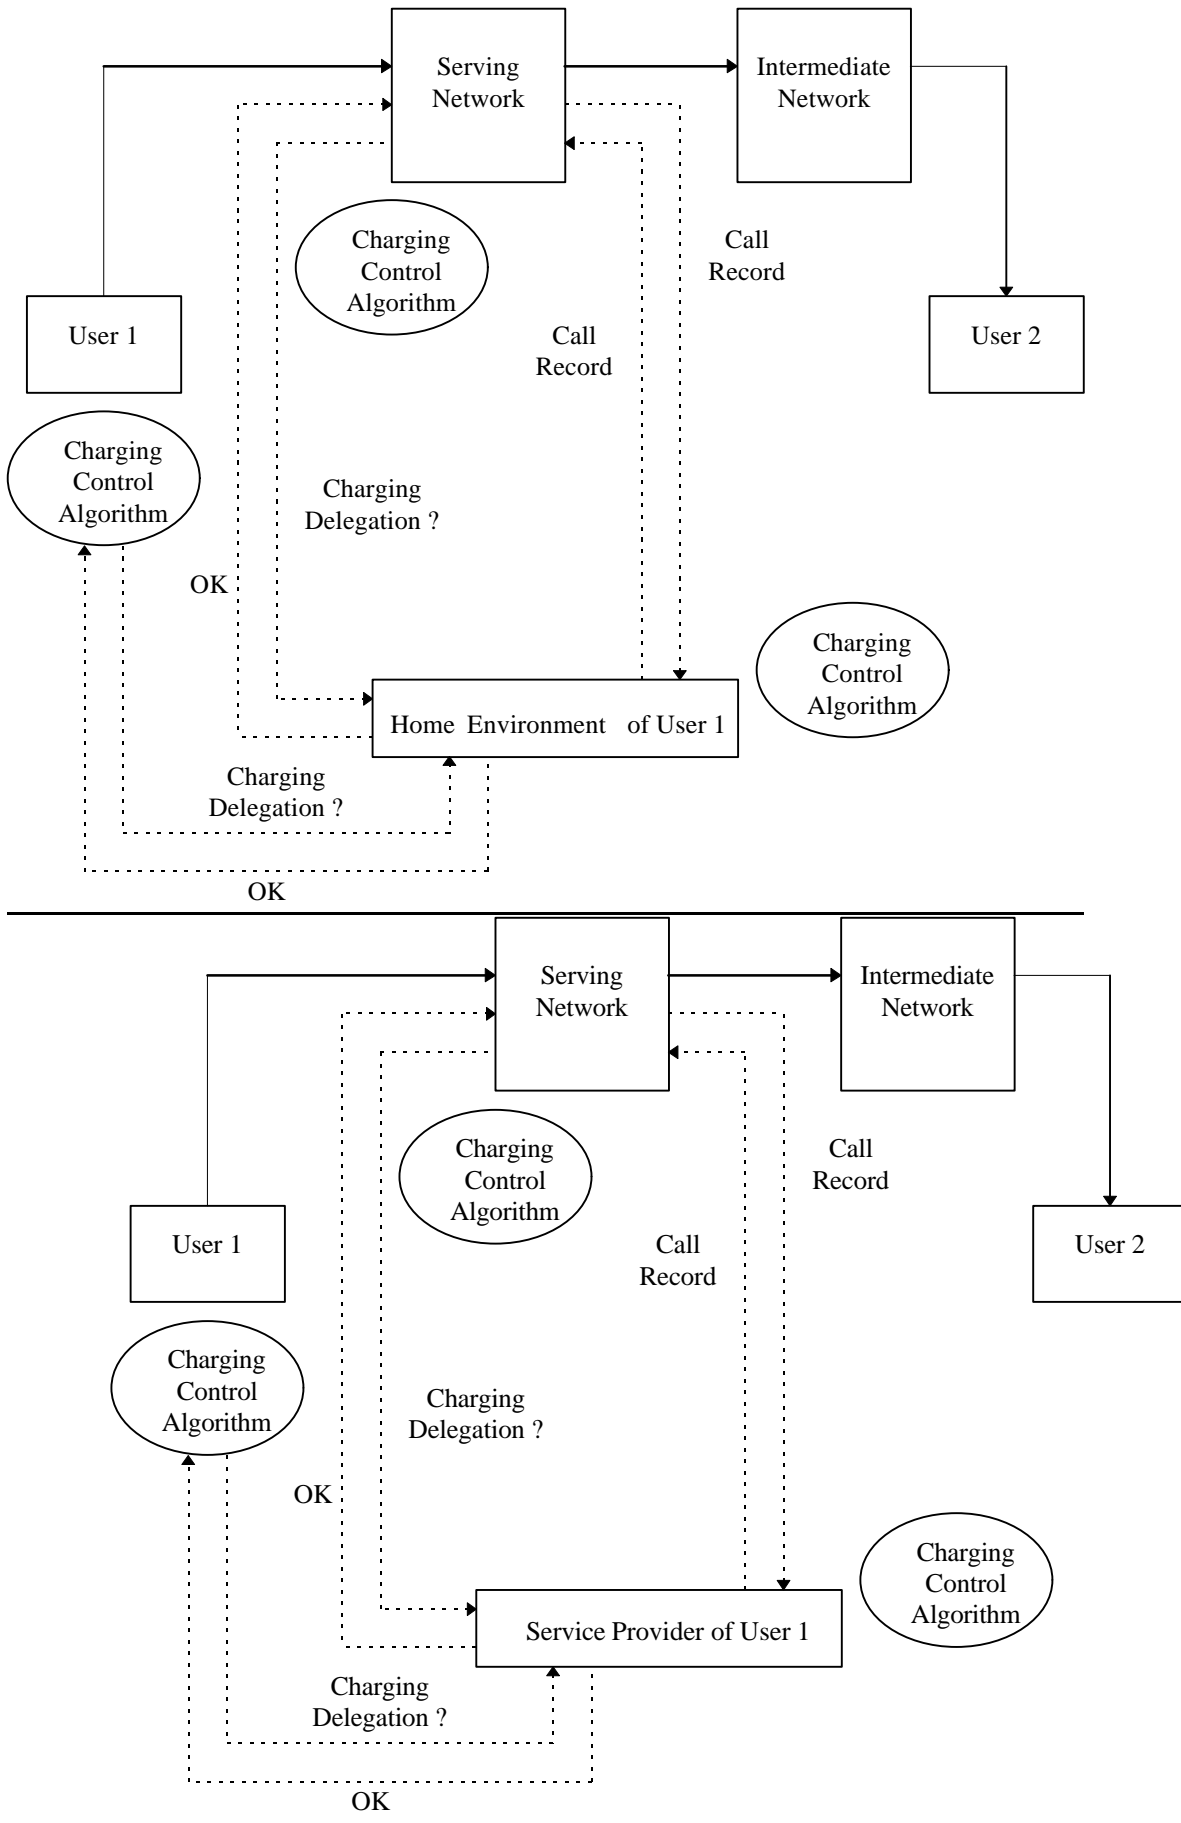 Serving
Network
Intermediate
Network
Charging
Control
Algorithm
Call
Record
User 1
Call
Record
User 2
Charging
Control
Algorithm
Charging
Delegation ?
OK
Charging
Control
Algorithm
Home Environment of User 1
Charging
Delegation ?
OK
Serving
Network
Intermediate
Network
Charging
Control
Algorithm
Call
Record
User 1
Call
Record
User 2
Charging
Control
Algorithm
Charging
Delegation ?
OK
Charging
Control
Algorithm
Service Provider of User 1
Charging
Delegation ?
OK